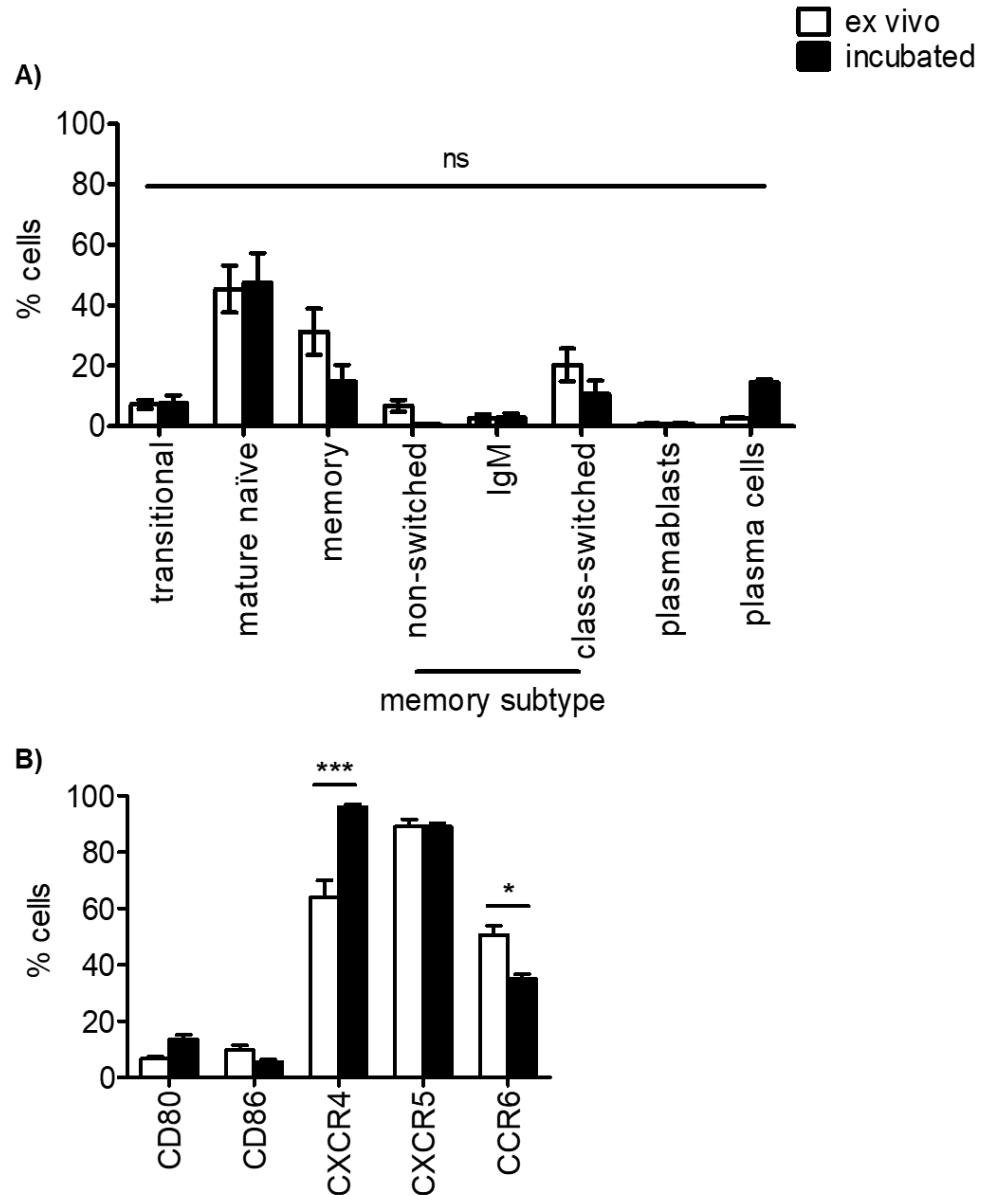 ex vivo
incubated
A)
100
80
60
40
20
0
% cells
ns
transitional
mature naïve
memory
non-switched
IgM
class-switched
plasmablasts
plasma cells
memory subtype
B)
100
80
60
40
20
0
% cells
***
*
CD80
CD86
CXCR4
CXCR5
CCR6